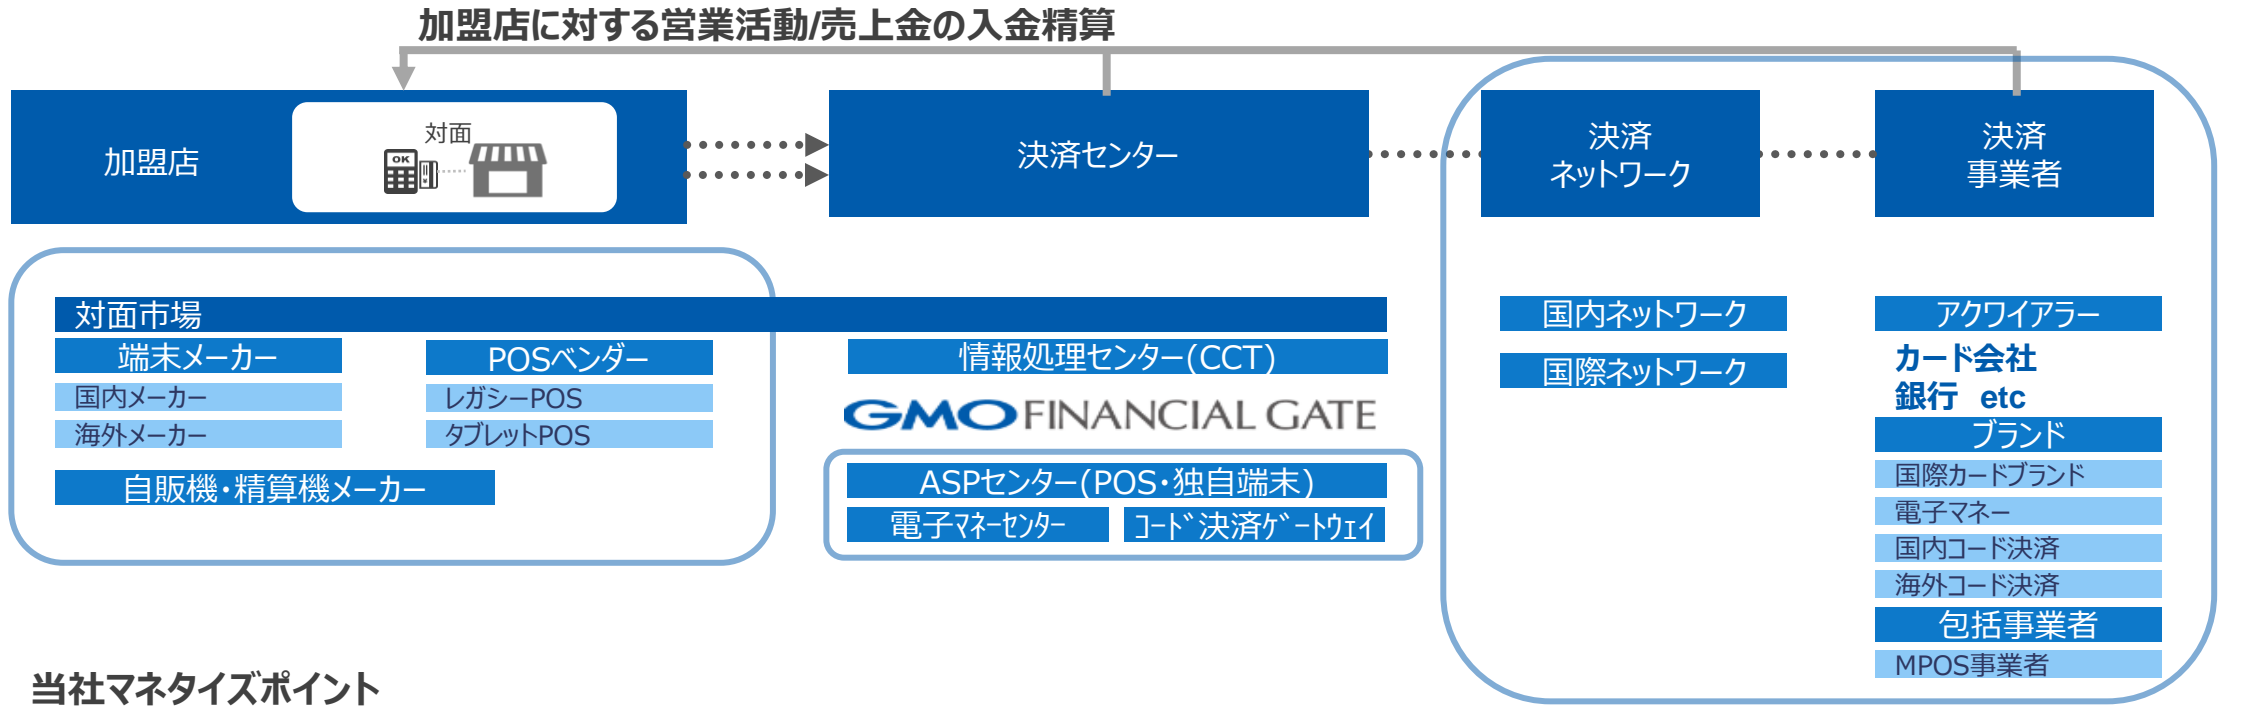 加盟店に対する営業活動/売上金の入金精算
加盟店
対面
OK
決済センター
決済
ネットワーク
決済
事業者
対面市場
端末メーカー
国内メーカー
海外メーカー
POSベンダー
レガシーPOS
タブレットPOS
自販機・精算機メーカー
情報処理センター(CCT)
GMO FINANCIAL GATE
ASPセンター(POS・独自端末)
電子ﾏﾈｰｾﾝﾀｰ
ｺｰﾄﾞ決済ｹﾞｰﾄｳｪｲ
国内ネットワーク
国際ネットワーク
アクワイアラー
カード会社
銀行 etc
ブランド
国際カードブランド
電子マネー
国内コード決済
海外コード決済
包括事業者
MPOS事業者
当社マネタイズポイント